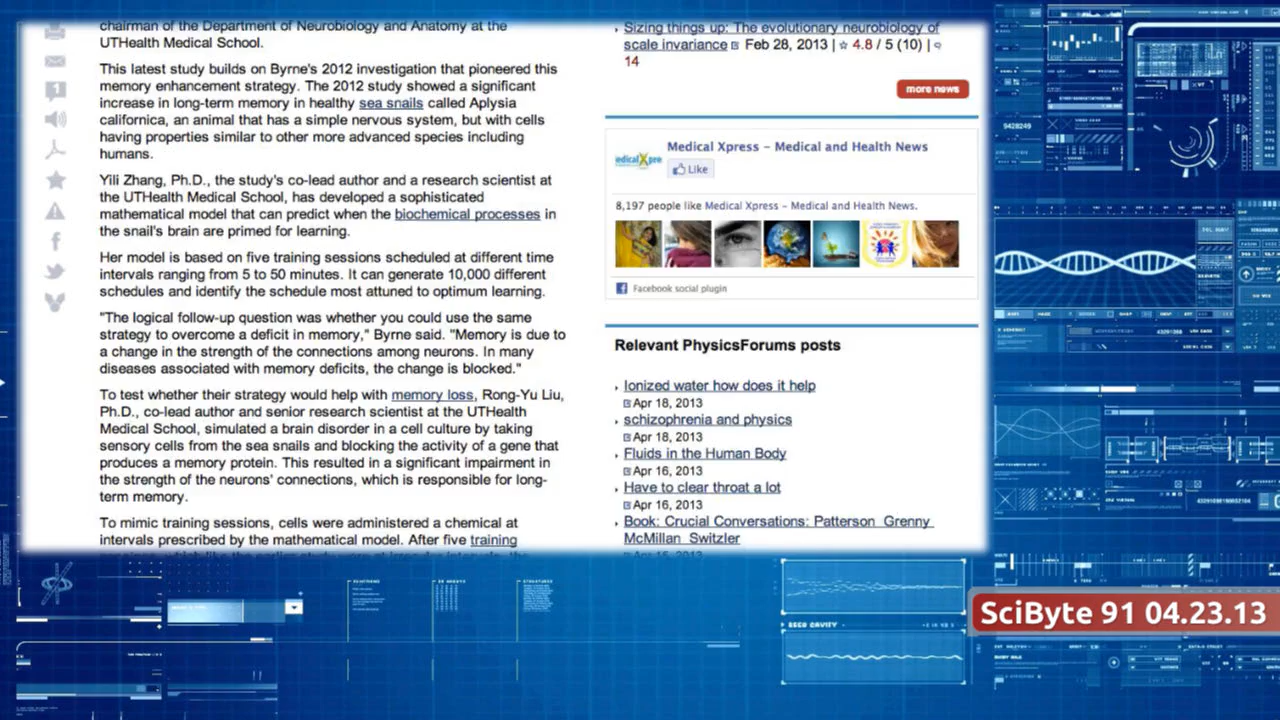 chairman of the Department of Neurobiology and Anatomy at the
UTHealth Medical School.
This latest study builds on Byrne's 2012 investigation that pioneered this
memory enhancement strategy. The 2012 study showed a significant
increase in long-term memory in healthy sea snails called Aplysia
californica, an animal that has a simple nervous system, but with cells
having properties similar to other more advanced species including
humans.
Yili Zhang, Ph.D., the study's co-lead author and a research scientist at
the UTHealth Medical School, has developed a sophisticated
mathematical model that can predict when the biochemical processes in
the snail's brain are primed for learning.
Her model is based on five training sessions scheduled at different time
intervals ranging from 5 to 50 minutes. It can generate 10,000 different
schedules and identify the schedule most attuned to optimum learning.
"The logical follow-up question was whether you could use the same
strategy to overcome a deficit in memory," Byrne said. "Memory is due to
a change in the strength of the connections among neurons. In many
diseases associated with memory deficits, the change is blocked."
To test whether their strategy would help with memory loss, Rong-Yu Liu,
Ph.D., co-lead author and senior research scientist at the UTHealth
Medical School, simulated a brain disorder in a cell culture by taking
sensory cells from the sea snails and blocking the activity of a gene that
produces a memory protein. This resulted in a significant impairment in
the strength of the neurons' connections, which is responsible for long-
term memory.
To mimic training sessions, cells were administered a chemical at
intervals prescribed by the mathematical model. After five training
Sizing things up: The evolutionary neurobiology of
scale invariance Feb 28, 2013 | 4.8 / 5 (10) |
14
more news
Medical Xpress - Medical and Health News
Like
8,197 people like Medical Xpress - Medical and Health News.
Facebook social plugin
Relevant PhysicsForums posts
Ionized water how does it help
Apr 18, 2013
schizophrenia and physics
Apr 18, 2013
Fluids in the Human Body
Apr 16, 2013
Have to clear throat a lot
Apr 16, 2013
Book: Crucial Conversations: Patterson Grenny
McMillan Switzler
Apr 15, 2013
9428249
SciByte 91 04.23.13